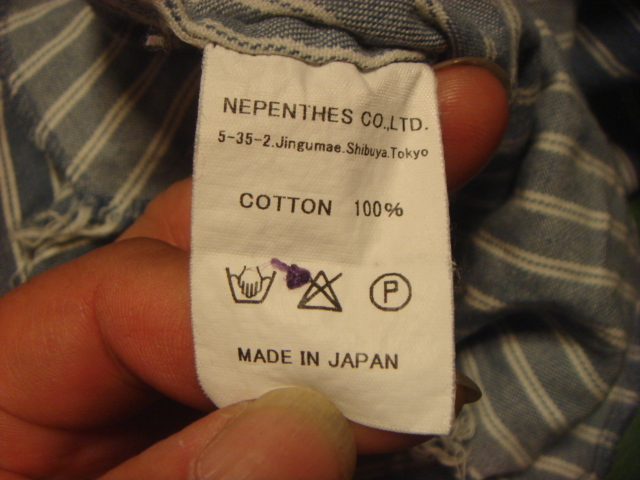 NEPENTHES CO.,LTD.
5-35-2.Jingumae.Shibuya.Tokyo
COTTON 100%
P
MADE IN JAPAN